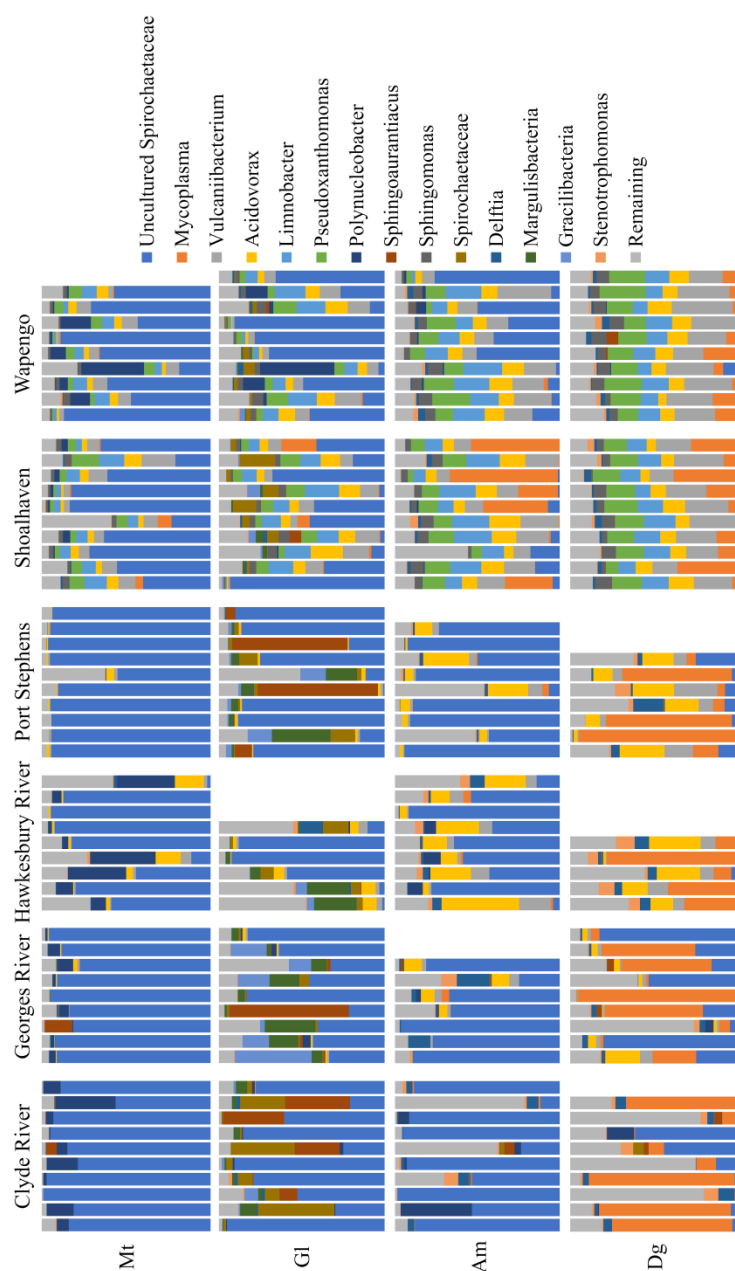 Clyde River
Georges River
Hawkesbury River
Port Stephens
Shoalhaven
Wapengo
Mt
Gl
Am
Dg
Uncultured Spirochaetaceae
Mycoplasma
Vulcaniibacterium
Acidovorax
Limnobacter
Pseudoxanthomonas
Polynucleobacter
Sphingoaurantiacus
Sphingomonas
Spirochaetaceae
Delftia
Margulisbacteria
Gracilibacteria
Stenotrophomonas
Remaining